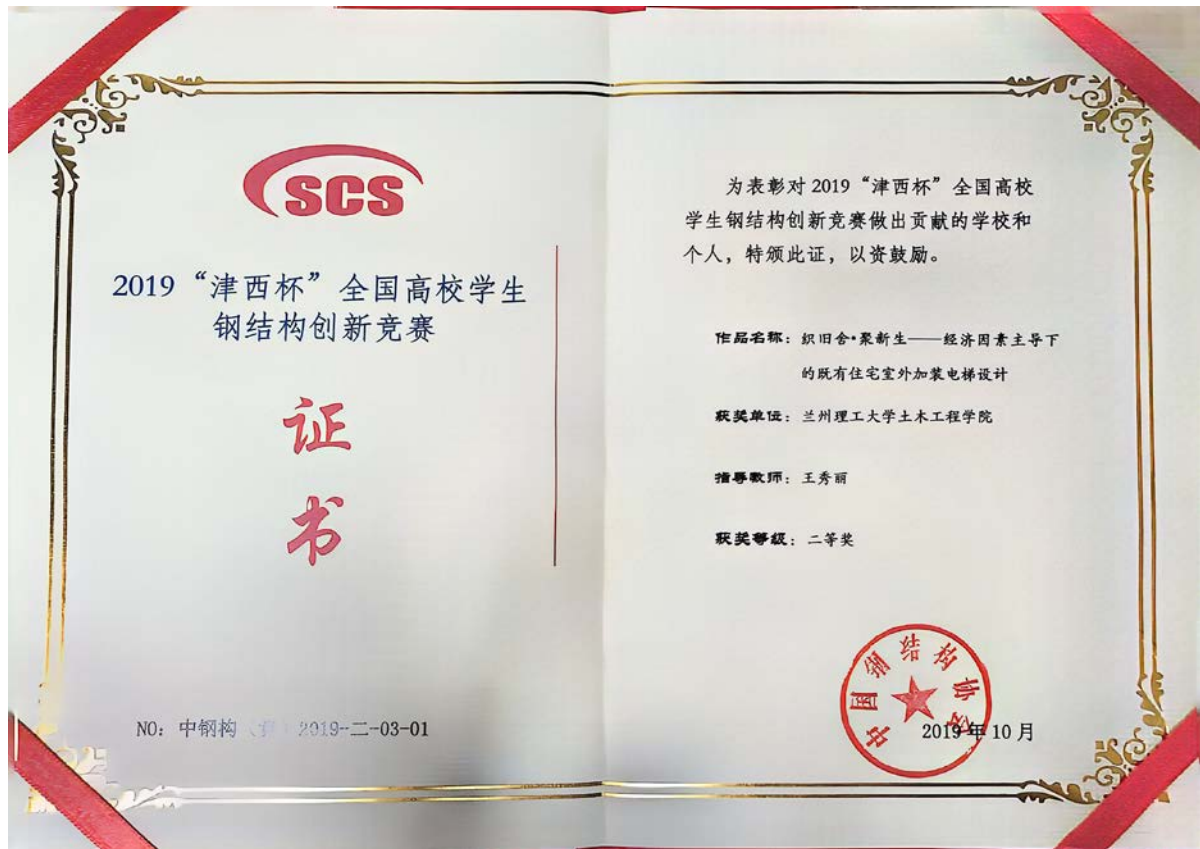 SCS
2019“津西杯”全国高校学生
钢结构创新竞赛
证
书
NO：中钢构（ ）2019-二-03-01
为表彰对2019“津西杯”全国高校
学生钢结构创新竞赛做出贡献的学校和
个人，特颁此证，以资鼓励。
作品名称：织旧舍·聚新生——经济因素主导下
的既有住宅室外加装电梯设计
获奖单位：兰州理工大学土木工程学院
指导教师：王秀丽
获奖等级：二等奖
中国钢结构协会
2019年10月